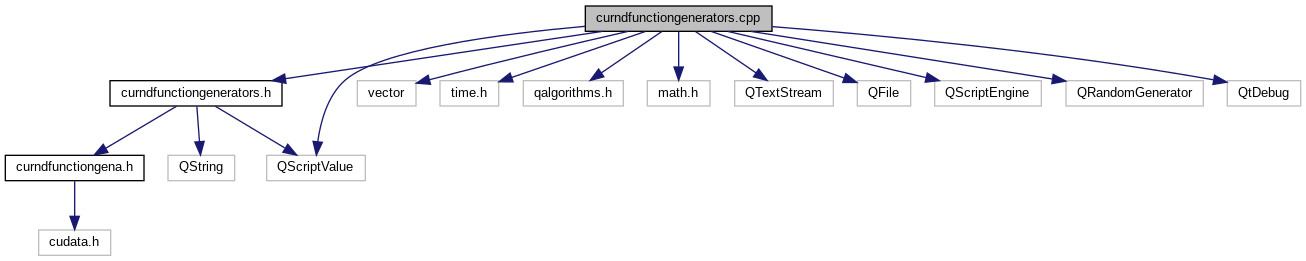 curndfunctiongenerators.cpp
curndfunctiongenerators.h
vector
time.h
qalgorithms.h
math.h
QTextStream
QFile
QScriptEngine
QRandomGenerator
QtDebug
curndfunctiongena.h
QString
QScriptValue
cudata.h